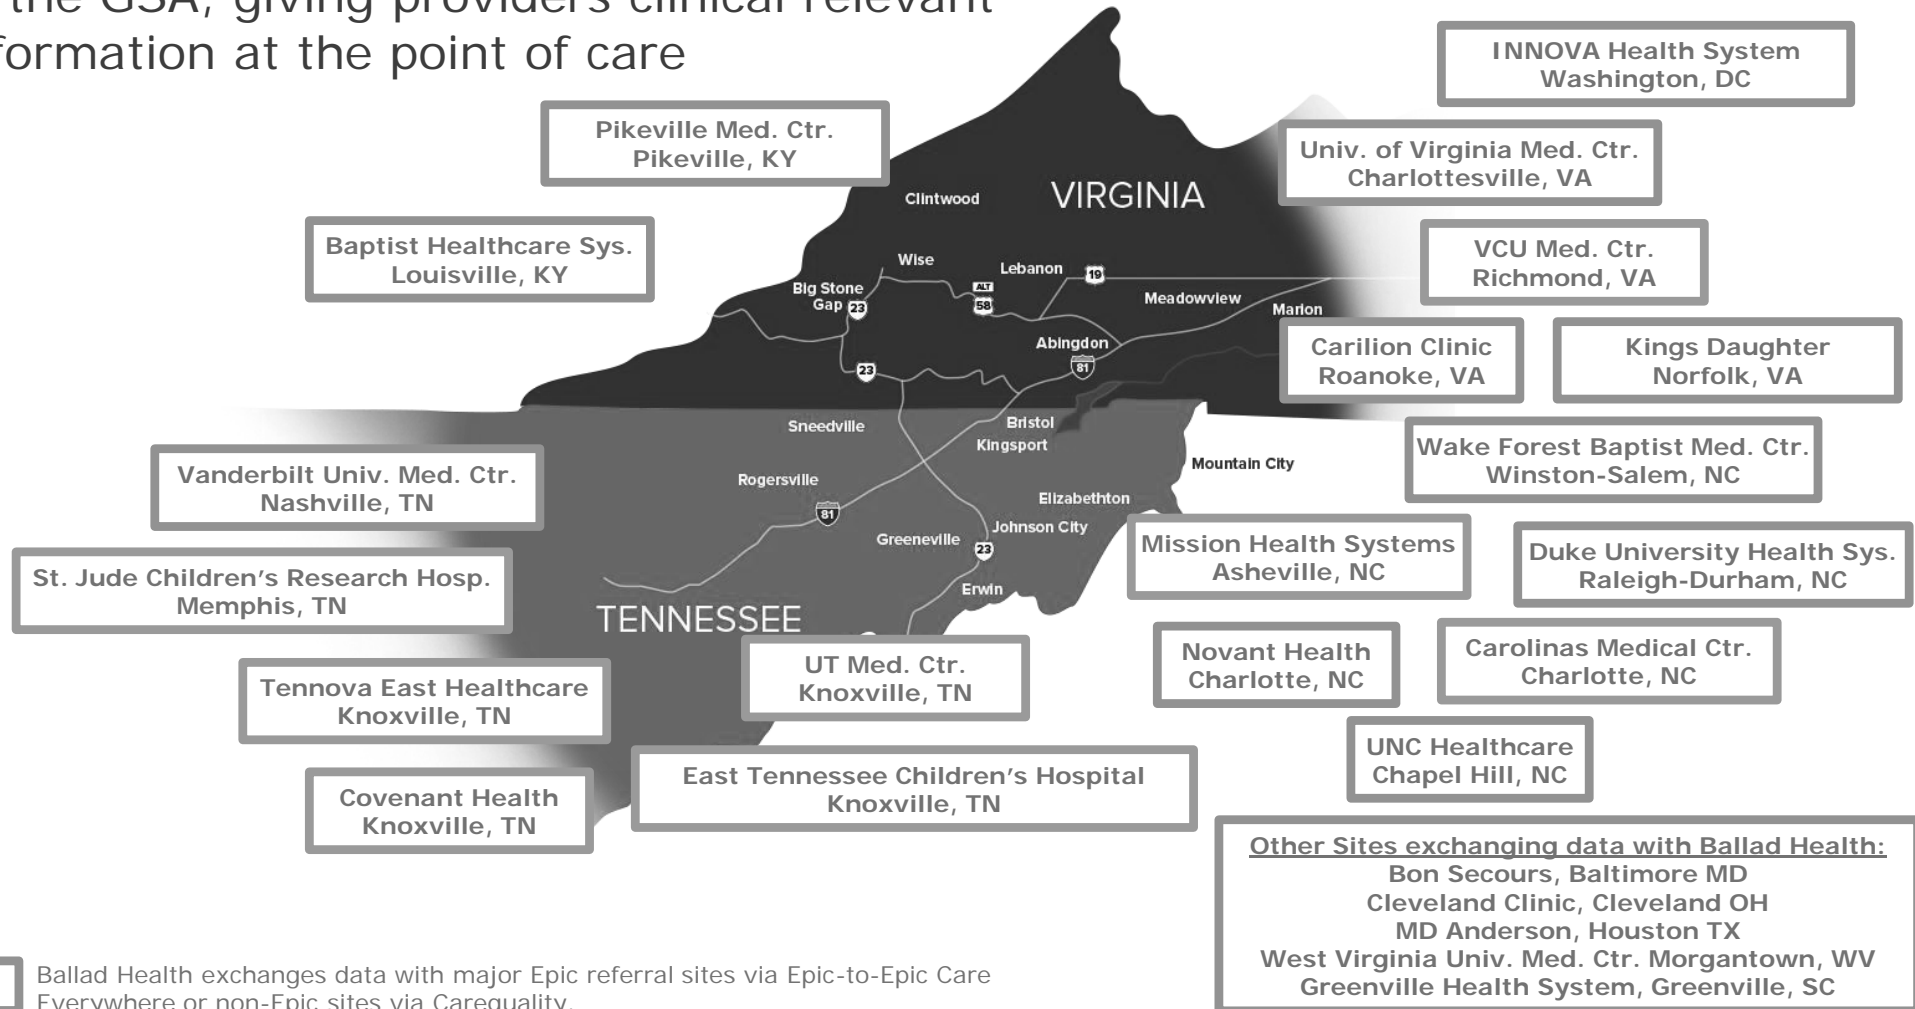 the GSA, giving providers clinical relevant
formation at the point of care
INNOVA Health System
Washington, DC
Pikeville Med. Ctr.
Pikeville, KY
Univ. of Virginia Med. Ctr.
Charlottesville, VA
Clintwood
VIRGINIA
Baptist Healthcare Sys.
Louisville, KY
VCU Med. Ctr.
Richmond, VA
Wise
Lebanon
19
Big Stone
Gap
23
ALT
58
Meadowview
Marion
Abingdon
81
23
Carilion Clinic
Roanoke, VA
Kings Daughter
Norfolk, VA
Sneedville
Bristol
Kingsport
Wake Forest Baptist Med. Ctr.
Winston-Salem, NC
Vanderbilt Univ. Med. Ctr.
Nashville, TN
Rogersville
81
Mountain City
Elizabethton
Johnson City
Greeneville
23
Mission Health Systems
Asheville, NC
Duke University Health Sys.
Raleigh-Durham, NC
St. Jude Children's Research Hosp.
Memphis, TN
Erwin
TENNESSEE
UT Med. Ctr.
Knoxville, TN
Novant Health
Charlotte, NC
Carolinas Medical Ctr.
Charlotte, NC
Tennova East Healthcare
Knoxville, TN
UNC Healthcare
Chapel Hill, NC
East Tennessee Children's Hospital
Knoxville, TN
Covenant Health
Knoxville, TN
Other Sites exchanging data with Ballad Health:
Bon Secours, Baltimore MD
Cleveland Clinic, Cleveland OH
MD Anderson, Houston TX
West Virginia Univ. Med. Ctr. Morgantown, WV
Greenville Health System, Greenville, SC
Ballad Health exchanges data with major Epic referral sites via Epic-to-Epic Care
Everywhere or non-Epic sites via Carequality.